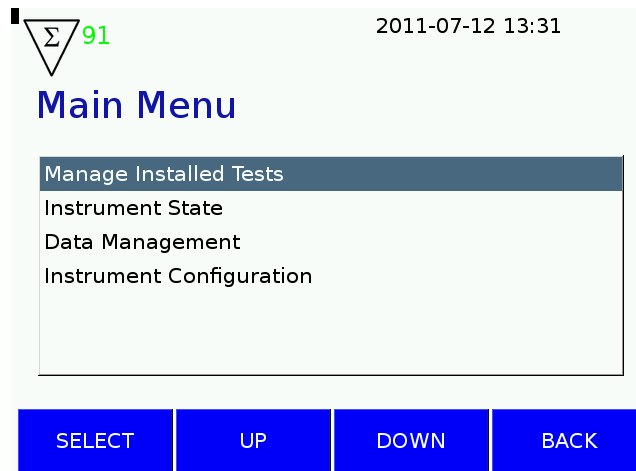 Σ 91 2011-07-12 13:31
Main Menu
Manage Installed Tests
Instrument State
Data Management
Instrument Configuration
SELECT UP DOWN BACK